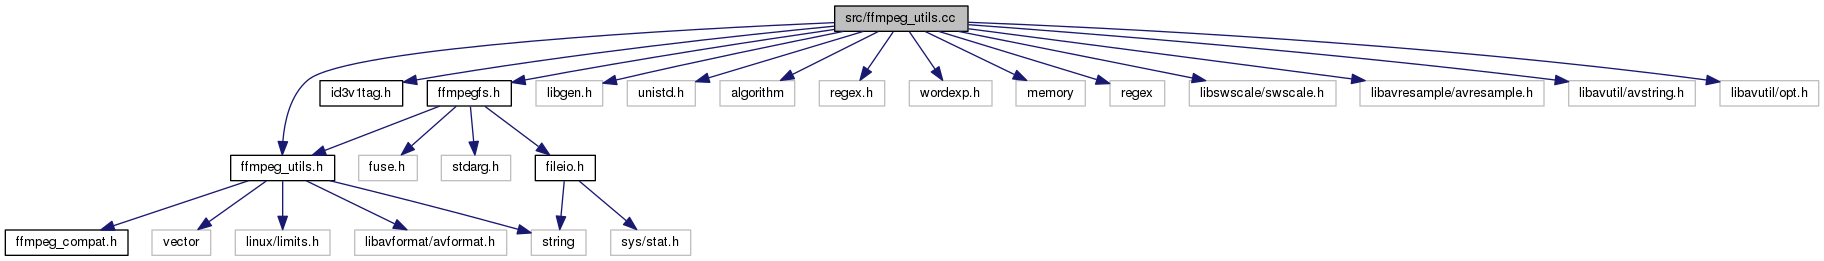 src/ffmpeg_utils.cc
id3v1tag.h
ffmpegfs.h
libgen.h
unistd.h
algorithm
regex.h
wordexp.h
memory
regex
libswscale/swscale.h
libavresample/avresample.h
libavutil/avstring.h
libavutil/opt.h
ffmpeg_utils.h
fuse.h
stdarg.h
fileio.h
ffmpeg_compat.h
vector
linux/limits.h
libavformat/avformat.h
string
sys/stat.h